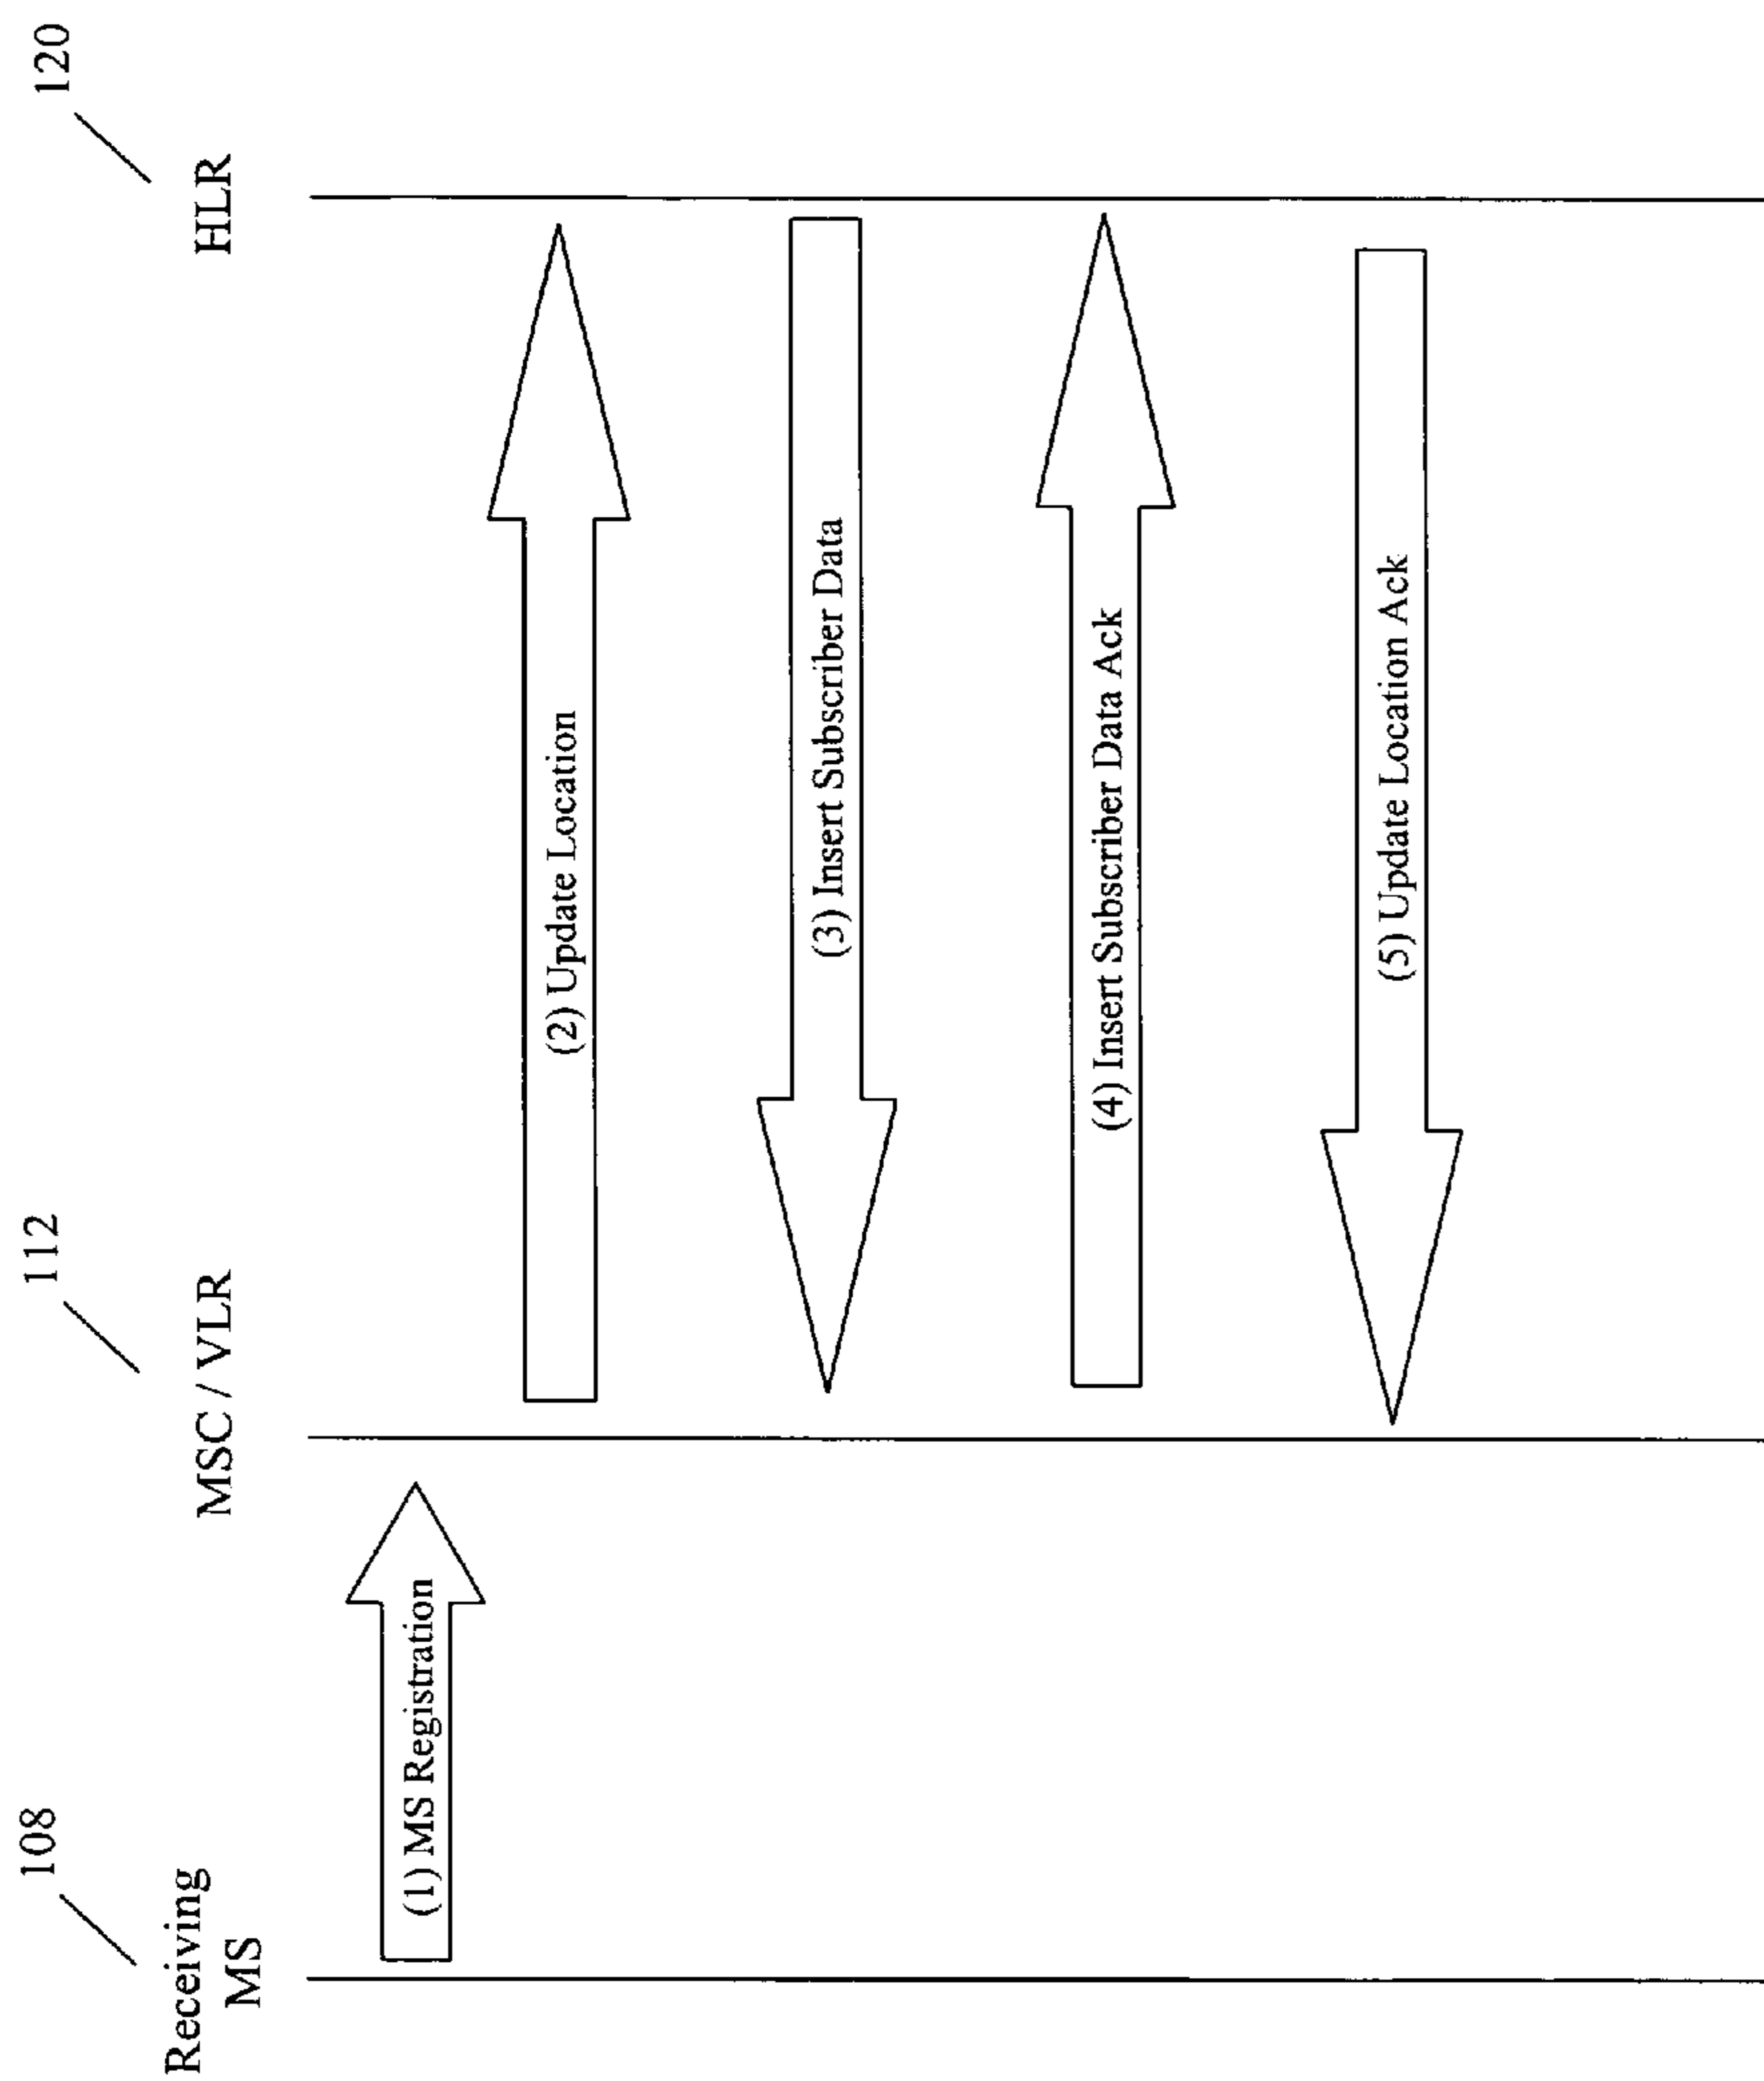 108
112
120
Receiving
MS
MSC / VLR
HLR
(1) MS Registration
(2) Update Location
(3) Insert Subscriber Data
(4) Insert Subscriber Data Ack
(5) Update Location Ack